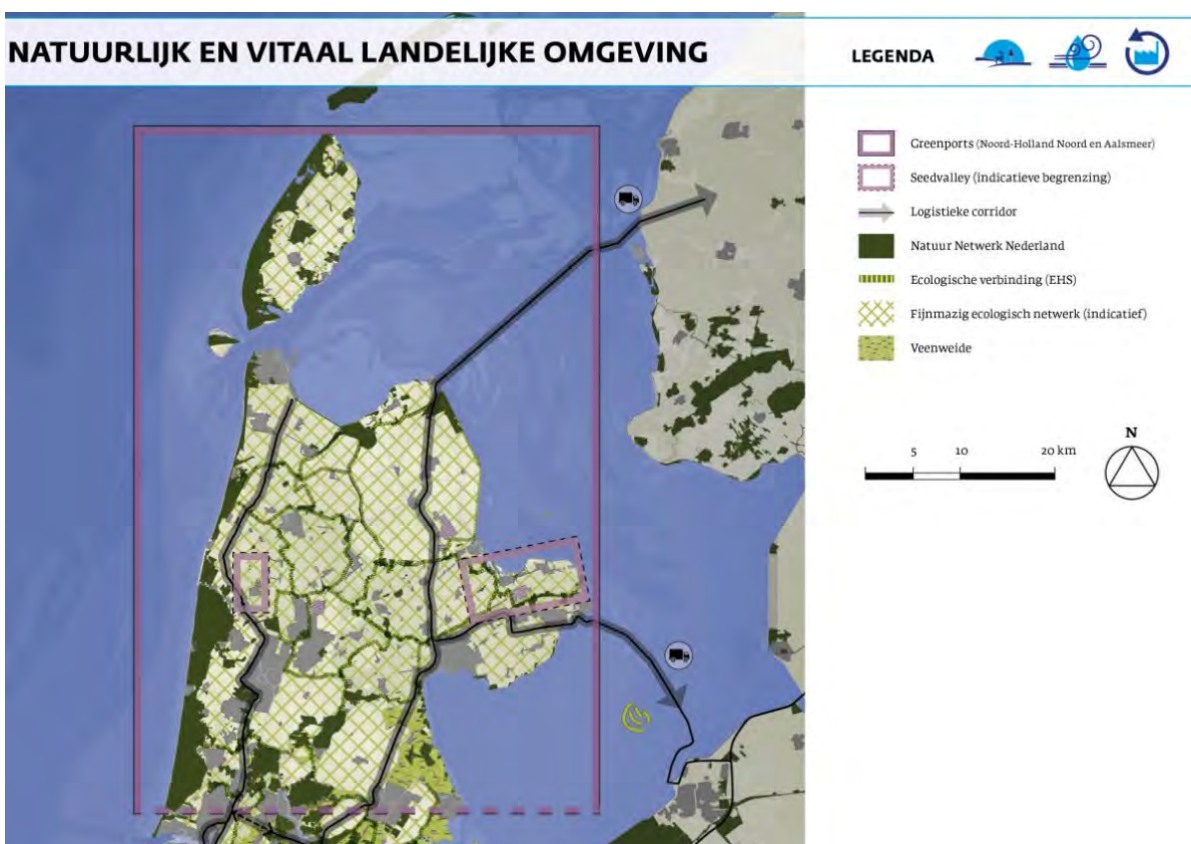 NATUURLIJK EN VITAAL LANDELIJKE OMGEVING
LEGENDA
Greenports (Noord-Holland Noord en Aalsmeer)
Seedvalley (indicatieve begrenzing)
Logistieke corridor
Natuur Netwerk Nederland
Ecologische verbinding (EHS)
Fijnmazig ecologisch netwerk (indicatief)
Veenweide
5 10 20 km
N